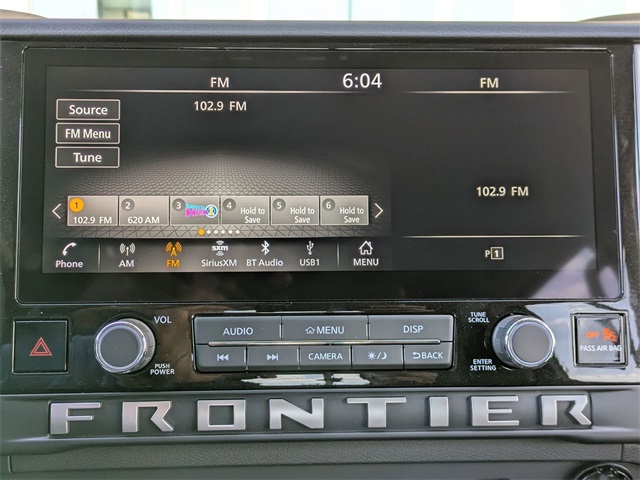 FM 6:04 FM
102.9 FM
Source
FM Menu
Tune
102.9 FM
1 2 3 4 5 6
102.9 FM 620 AM Hold to Save Hold to Save Hold to Save
Phone AM FM sxm SiriusXM BT Audio USB1 MENU
P1
VOL
PUSH
POWER
AUDIO MENU DISP
CAMERA BACK
TUNE
SCROLL
ENTER
SETTING
OFF
PASS AIR BAG
FRONTIER